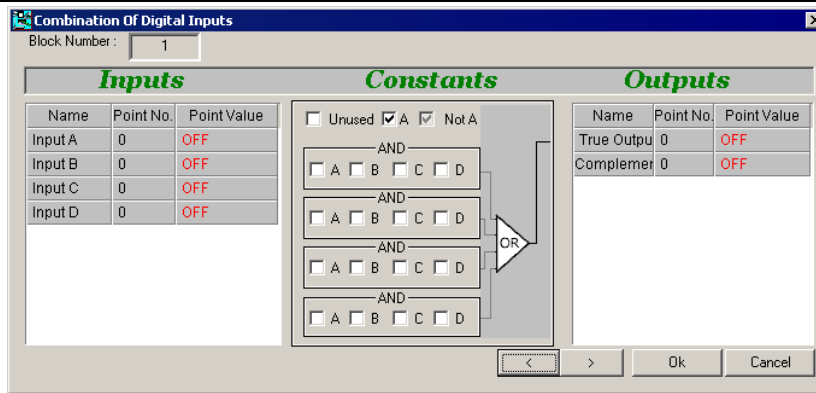 Combination Of Digital Inputs
Block Number : 1
Inputs Constants Outputs
Name Point No. Point Value
Input A 0 OFF
Input B 0 OFF
Input C 0 OFF
Input D 0 OFF
Unused A Not A
AND
A B C D
AND
A B C D
AND
A B C D
AND
A B C D
OR
Name Point No. Point Value
True Outpu 0 OFF
Complemer 0 OFF
< > Ok Cancel